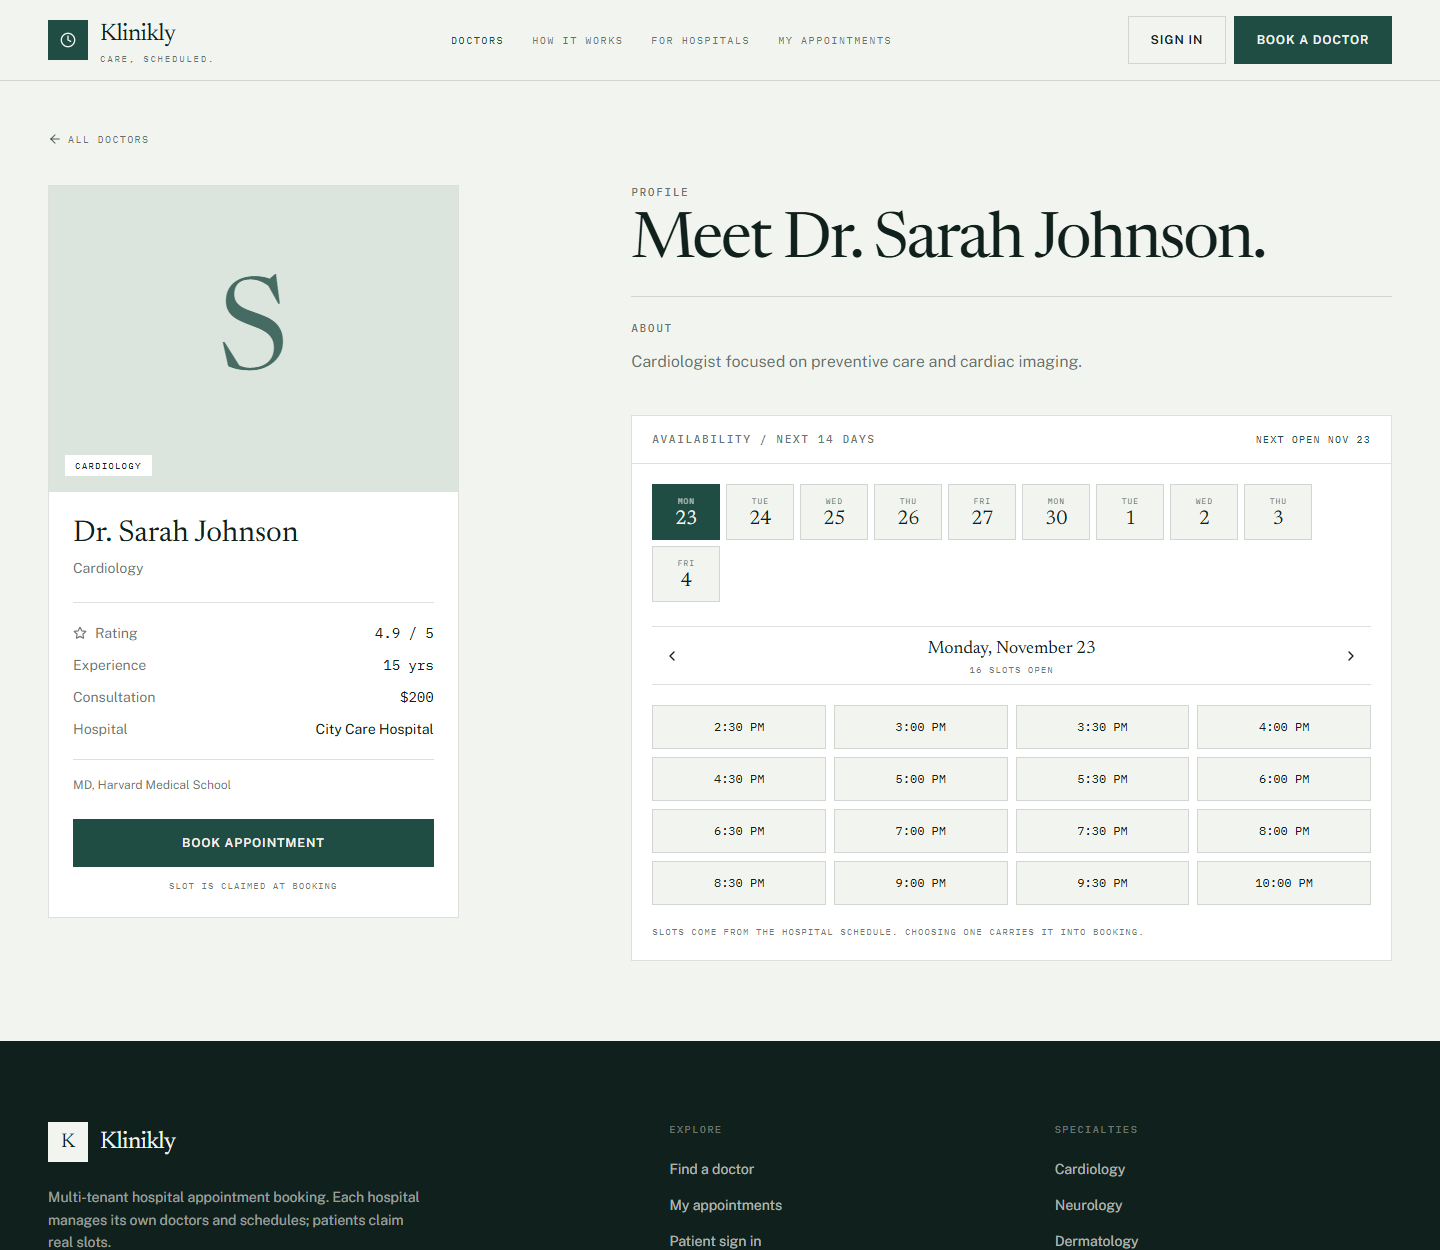 Klinikly
CARE, SCHEDULED.
DOCTORS
HOW IT WORKS
FOR HOSPITALS
MY APPOINTMENTS
SIGN IN
BOOK A DOCTOR
ALL DOCTORS
S
CARDIOLOGY
Dr. Sarah Johnson
Cardiology
Rating 4.9 / 5
Experience 15 yrs
Consultation $200
Hospital City Care Hospital
MD, Harvard Medical School
BOOK APPOINTMENT
SLOT IS CLAIMED AT BOOKING
PROFILE
Meet Dr. Sarah Johnson.
ABOUT
Cardiologist focused on preventive care and cardiac imaging.
AVAILABILITY / NEXT 14 DAYS
NEXT OPEN NOV 23
MON 23
TUE 24
WED 25
THU 26
FRI 27
MON 30
TUE 1
WED 2
THU 3
FRI 4
Monday, November 23
16 SLOTS OPEN
2:30 PM 3:00 PM 3:30 PM 4:00 PM
4:30 PM 5:00 PM 5:30 PM 6:00 PM
6:30 PM 7:00 PM 7:30 PM 8:00 PM
8:30 PM 9:00 PM 9:30 PM 10:00 PM
SLOTS COME FROM THE HOSPITAL SCHEDULE. CHOOSING ONE CARRIES IT INTO BOOKING.
K
Klinikly
Multi-tenant hospital appointment booking. Each hospital
manages its own doctors and schedules; patients claim
real slots.
EXPLORE
Find a doctor
My appointments
Patient sign in
SPECIALTIES
Cardiology
Neurology
Dermatology